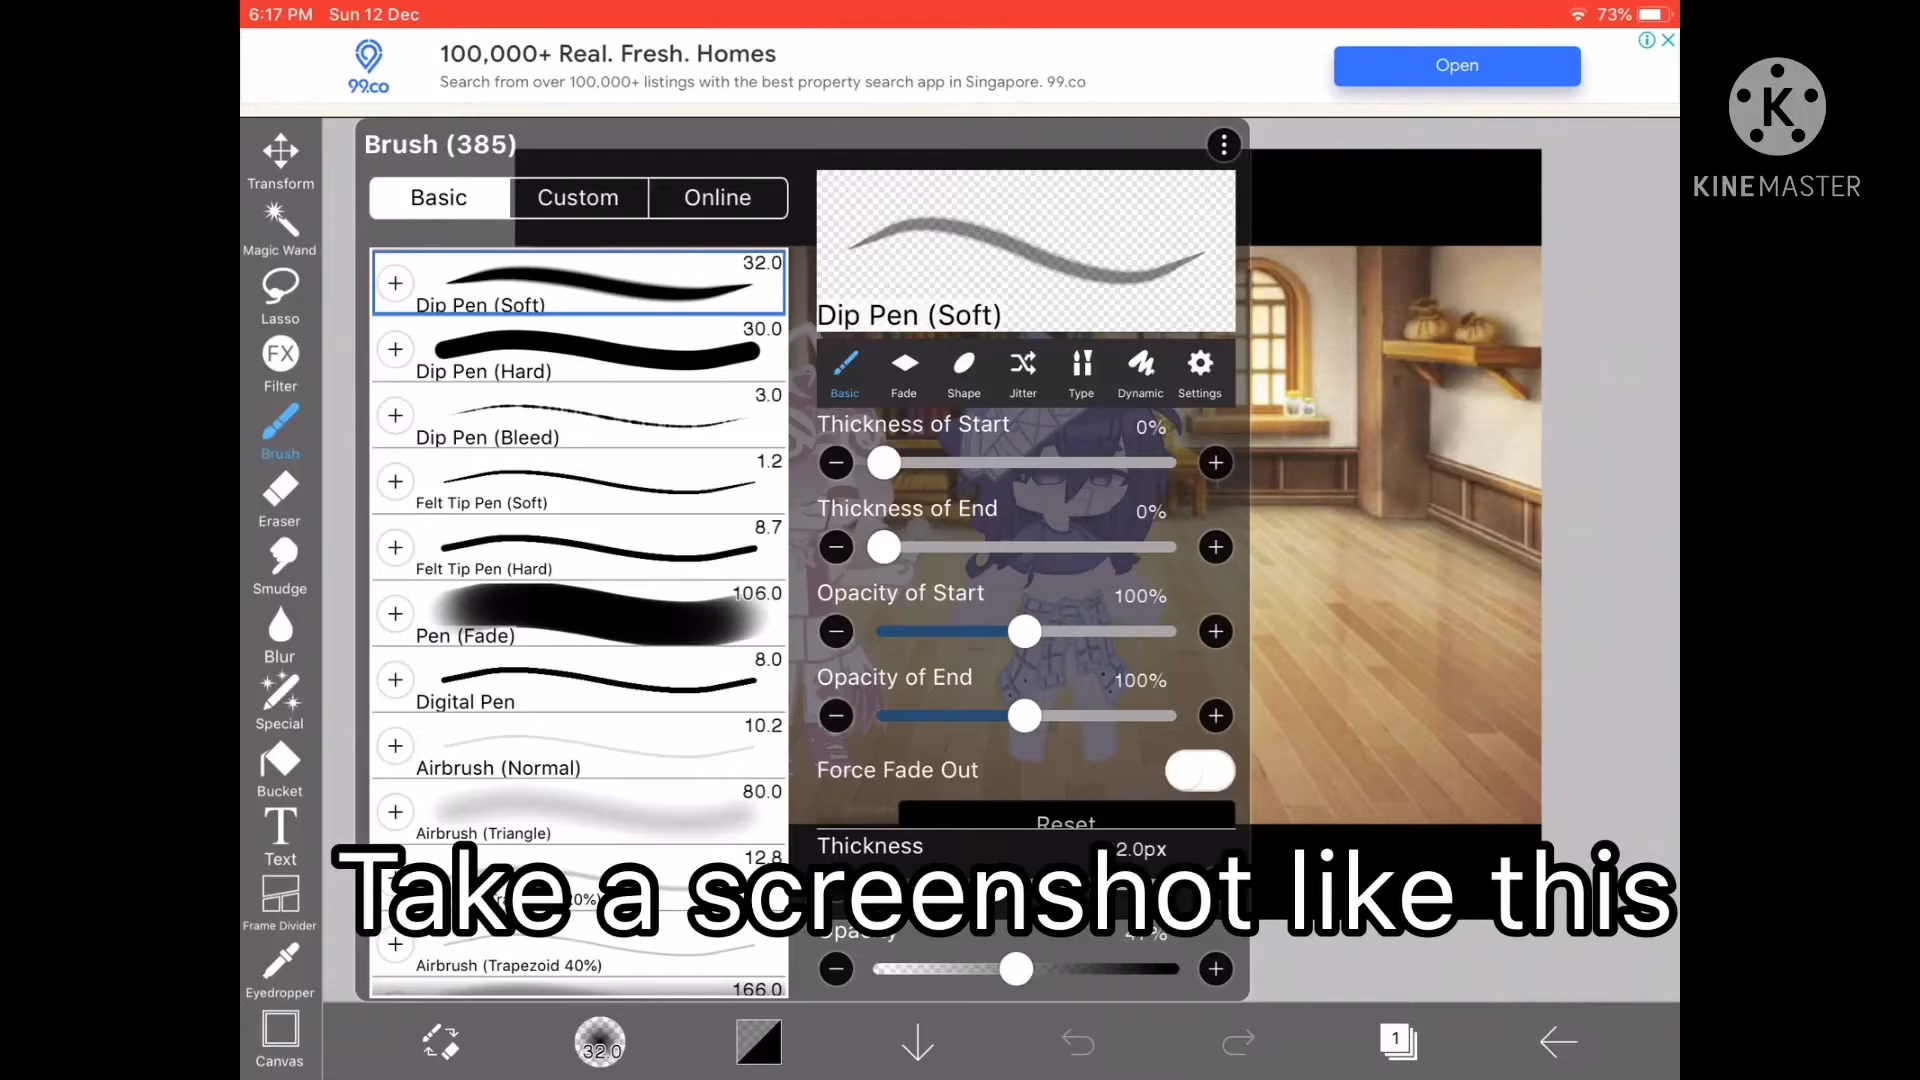 6:17 PM Sun 12 Dec
73%
100,000+ Real. Fresh. Homes
Search from over 100,000+ listings with the best property search app in Singapore. 99.co
99.co
Open
K
KINEMASTER
Transform
Magic Wand
Lasso
FX
Filter
Brush
Eraser
Smudge
Blur
Special
Bucket
T
Text
Frame Divider
Eyedropper
Canvas
Brush (385)
Basic
Custom
Online
32.0
Dip Pen (Soft)
30.0
Dip Pen (Hard)
3.0
Dip Pen (Bleed)
1.2
Felt Tip Pen (Soft)
8.7
Felt Tip Pen (Hard)
106.0
Pen (Fade)
8.0
Digital Pen
10.2
Airbrush (Normal)
80.0
Airbrush (Triangle)
12.8
20%)
Airbrush (Trapezoid 40%)
166.0
Dip Pen (Soft)
Basic
Fade
Shape
Jitter
Type
Dynamic
Settings
Thickness of Start 0%
Thickness of End 0%
Opacity of Start 100%
Opacity of End 100%
Force Fade Out
Reset
Thickness
2.0px
Opacity
Take a screenshot like this
32.0
1